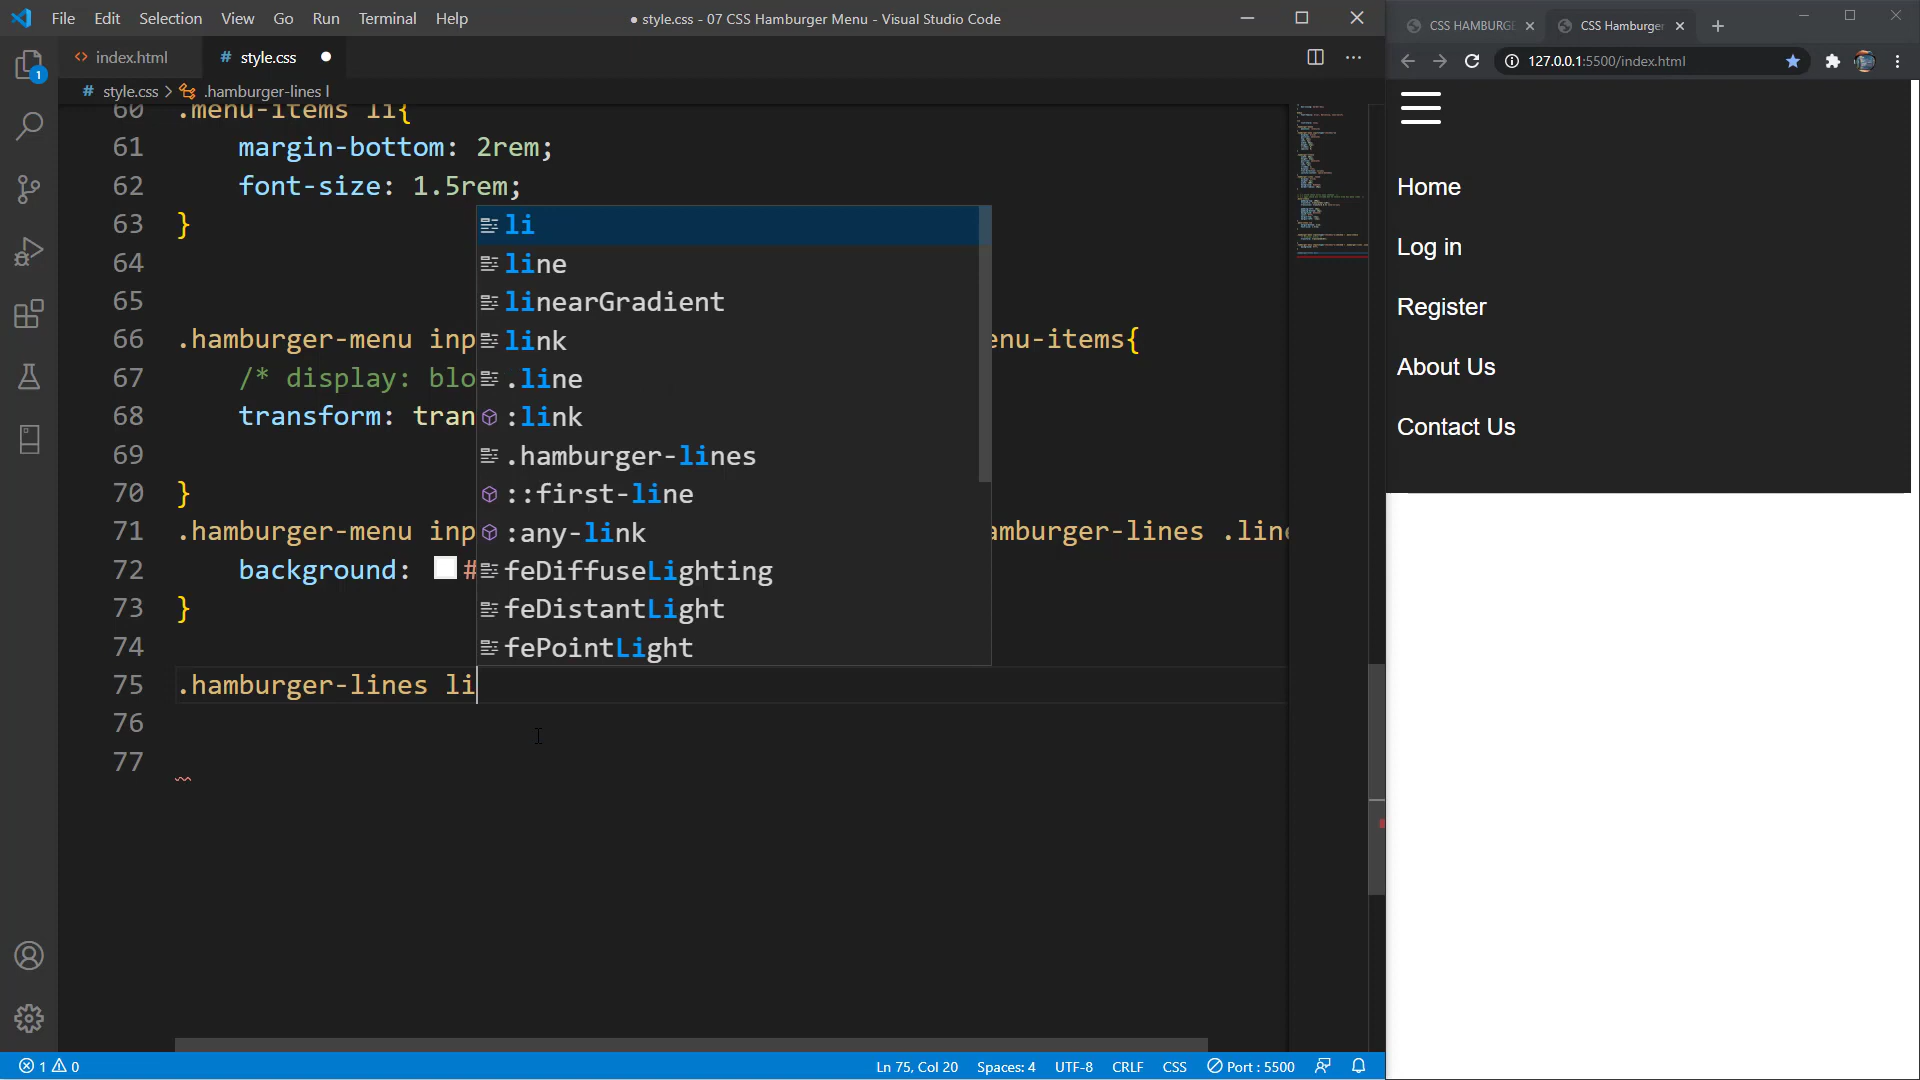 File Edit Selection View Go Run Terminal Help
● style.css - 07 CSS Hamburger Menu - Visual Studio Code
index.html
# style.css ●
# style.css > .hamburger-lines l
60 .menu-items li{
61 margin-bottom: 2rem;
62 font-size: 1.5rem;
63 }
64
65
66 .hamburger-menu inp enu-items{
67 /* display: blo
68 transform: tran
69
70 }
71 .hamburger-menu inp amburger-lines .line
72 background: #
73 }
74
75 .hamburger-lines li
76
77
li
line
linearGradient
link
.line
:link
.hamburger-lines
::first-line
:any-link
feDiffuseLighting
feDistantLight
fePointLight
1
1 0
Ln 75, Col 20 Spaces: 4 UTF-8 CRLF CSS Port : 5500
CSS HAMBURGE
CSS Hamburger
127.0.0.1:5500/index.html
Home
Log in
Register
About Us
Contact Us